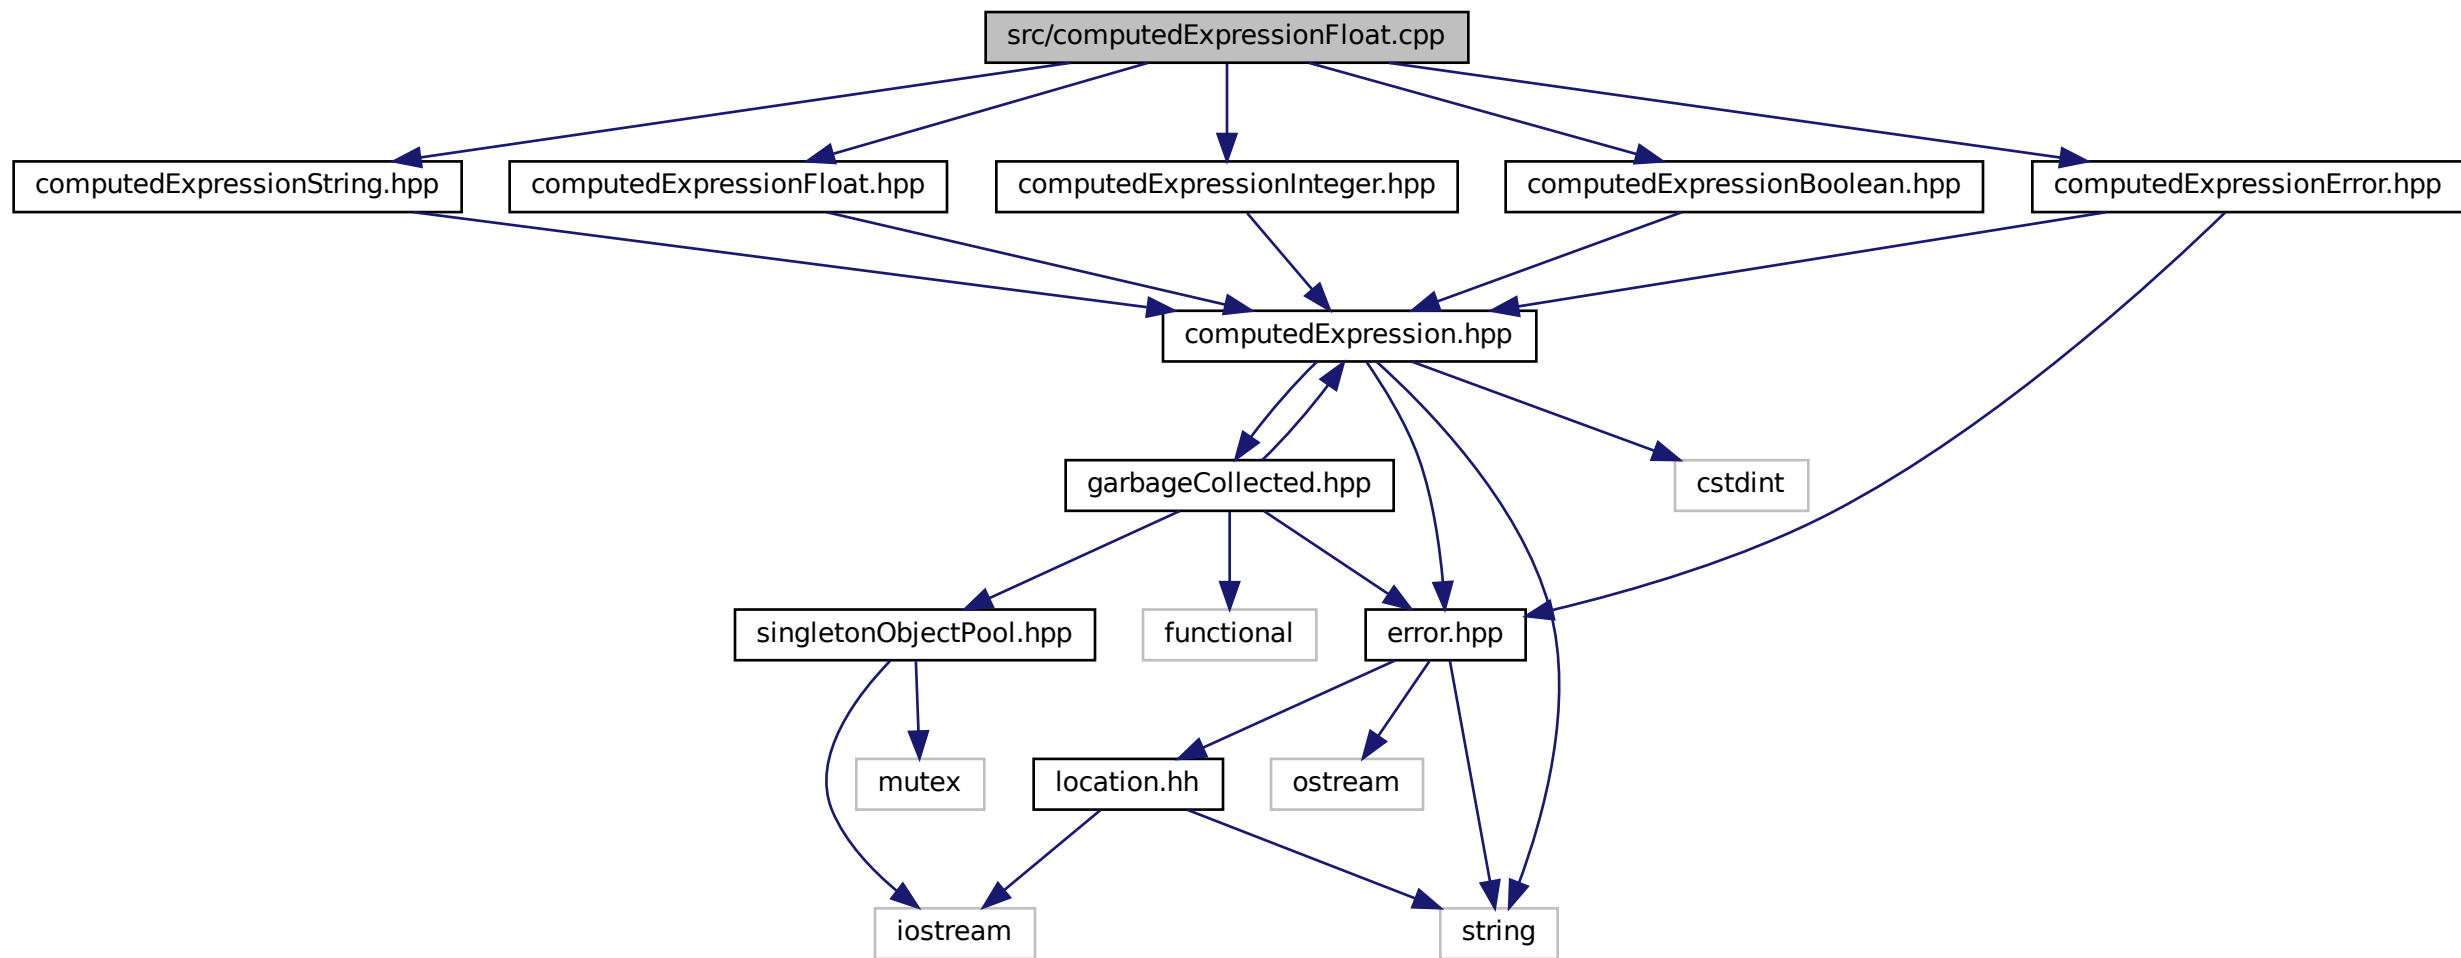 src/computedExpressionFloat.cpp
computedExpressionString.hpp
computedExpressionFloat.hpp
computedExpressionInteger.hpp
computedExpressionBoolean.hpp
computedExpressionError.hpp
computedExpression.hpp
garbageCollected.hpp
cstdint
singletonObjectPool.hpp
functional
error.hpp
mutex
location.hh
ostream
iostream
string